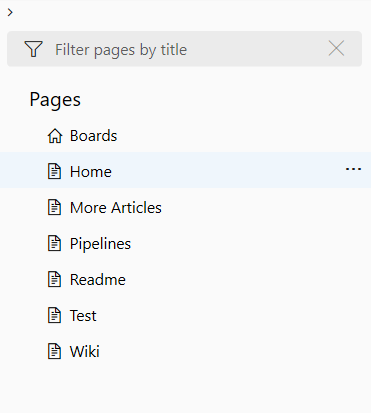 Filter pages by title
Pages
Boards
Home
More Articles
Pipelines
Readme
Test
Wiki